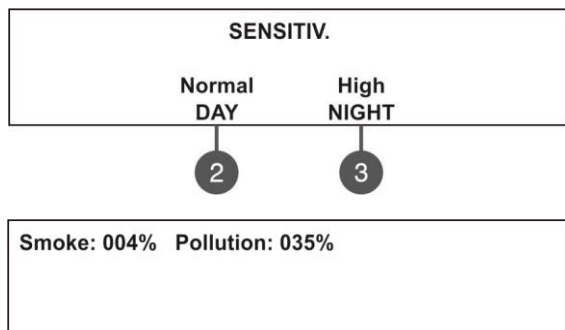 SENSITIV.
Normal High
DAY NIGHT
2 3
Smoke: 004% Pollution: 035%